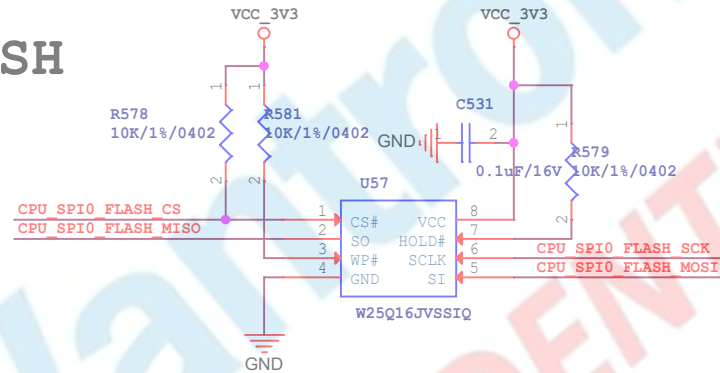 VCC_3V3
VCC_3V3
SH
R578
10K/1%/0402
1
2
R581
10K/1%/0402
1
2
C531
GND
1
2
0.1uF/16V
R579
10K/1%/0402
1
2
U57
CPU_SPI0_FLASH_CS
1
CS#
VCC
8
CPU_SPI0_FLASH_MISO
2
SO
HOLD#
7
3
WP#
SCLK
6
CPU_SPI0_FLASH_SCK
4
GND
SI
5
CPU_SPI0_FLASH_MOSI
W25Q16JVSSIQ
GND